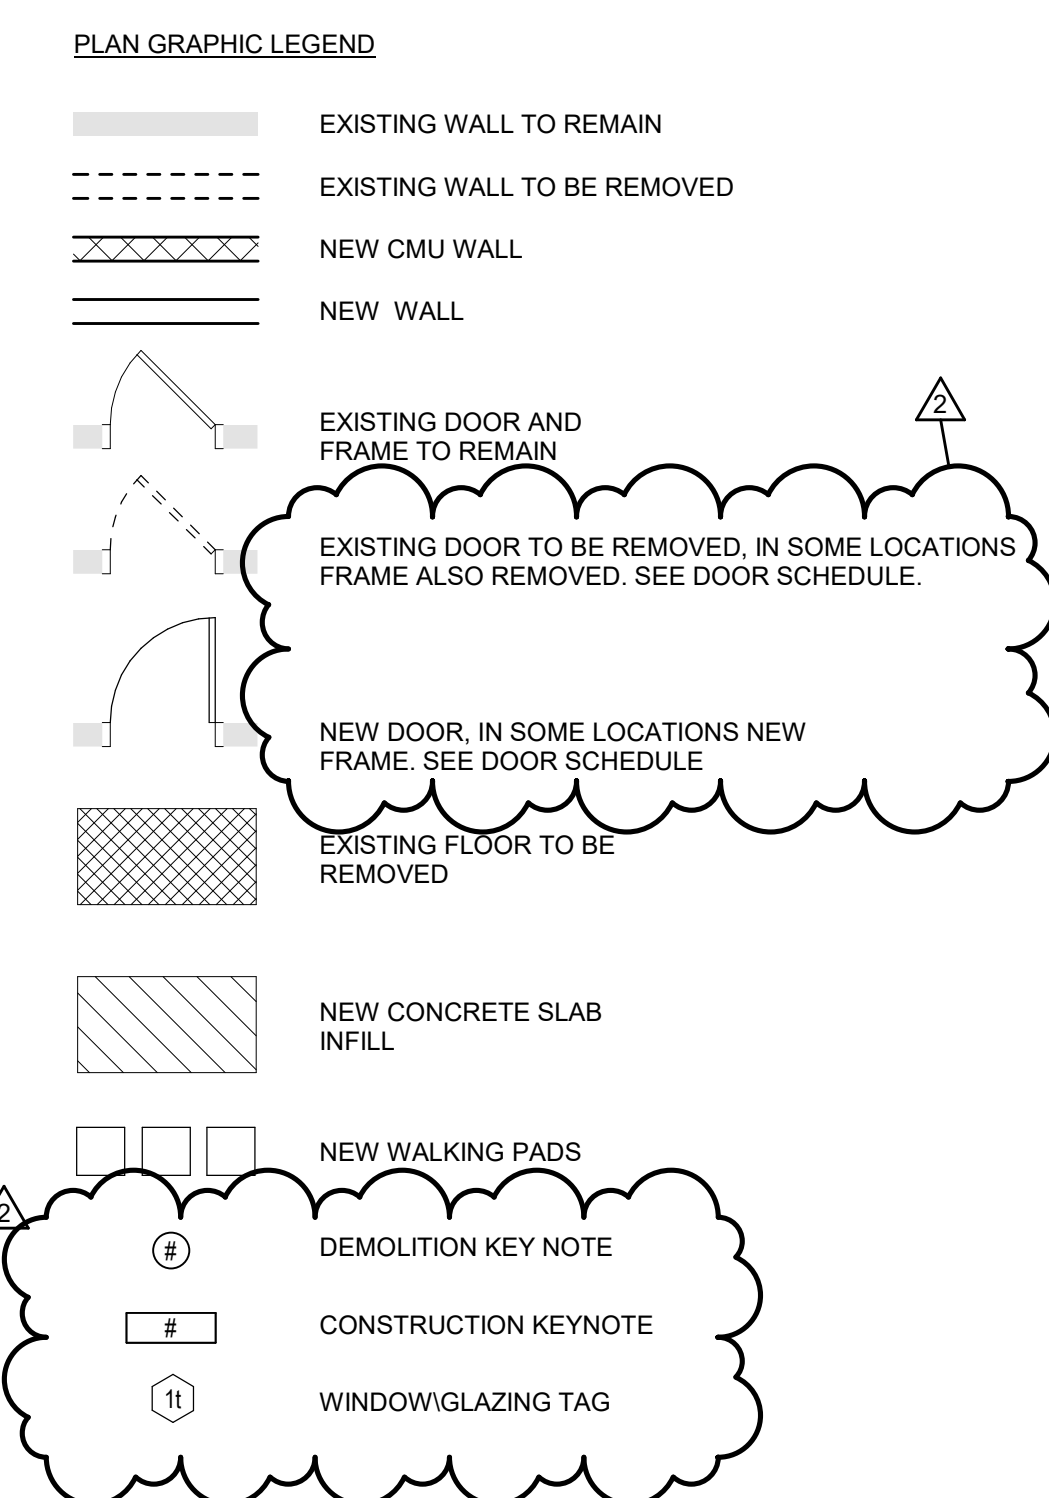 PLAN GRAPHIC LEGEND
EXISTING WALL TO REMAIN
EXISTING WALL TO BE REMOVED
NEW CMU WALL
NEW WALL
EXISTING DOOR AND
FRAME TO REMAIN
2
EXISTING DOOR TO BE REMOVED, IN SOME LOCATIONS
FRAME ALSO REMOVED. SEE DOOR SCHEDULE.
NEW DOOR, IN SOME LOCATIONS NEW
FRAME. SEE DOOR SCHEDULE
EXISTING FLOOR TO BE
REMOVED
NEW CONCRETE SLAB
INFILL
NEW WALKING PADS
2
# DEMOLITION KEY NOTE
# CONSTRUCTION KEYNOTE
1t WINDOW\GLAZING TAG